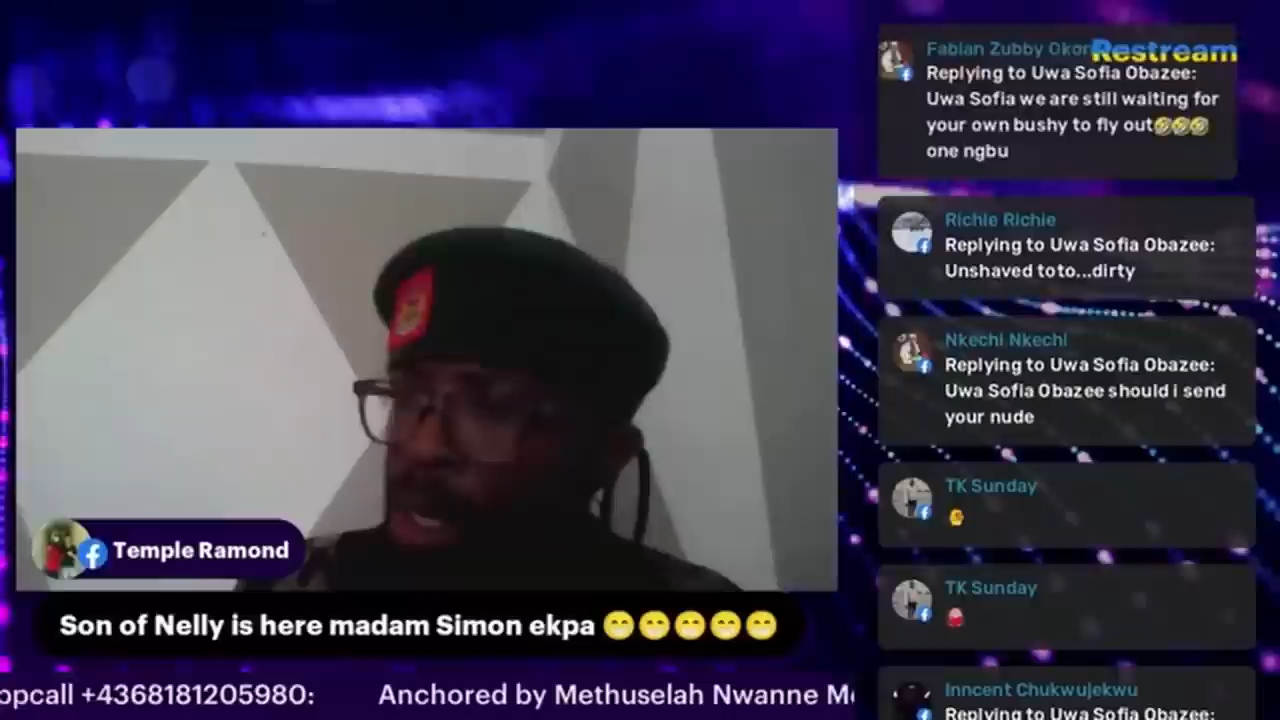 Fabian Zubby Okor
Restream
Replying to Uwa Sofia Obazee:
Uwa Sofia we are still waiting for
your own bushy to fly out🤣🤣🤣
one ngbu
Richie Richie
Replying to Uwa Sofia Obazee:
Unshaved toto...dirty
Nkechi Nkechi
Replying to Uwa Sofia Obazee:
Uwa Sofia Obazee should i send
your nude
TK Sunday
TK Sunday
Inncent Chukwujekwu
Replying to Uwa Sofia Obazee:
Temple Ramond
Son of Nelly is here madam Simon ekpa 😁😁😁😁😁
ppcall +4368181205980:
Anchored by Methuselah Nwanne